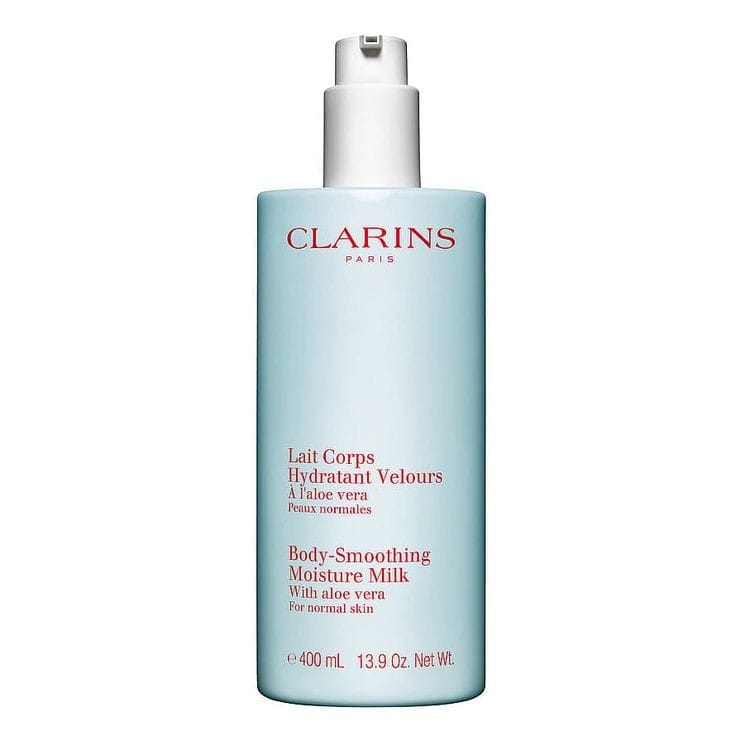 CLARINS
PARIS
Lait Corps
Hydratant Velours
À l'aloe vera
Peaux normales
Body-Smoothing
Moisture Milk
With aloe vera
For normal skin
℮ 400 mL 13.9 Oz. Net Wt.